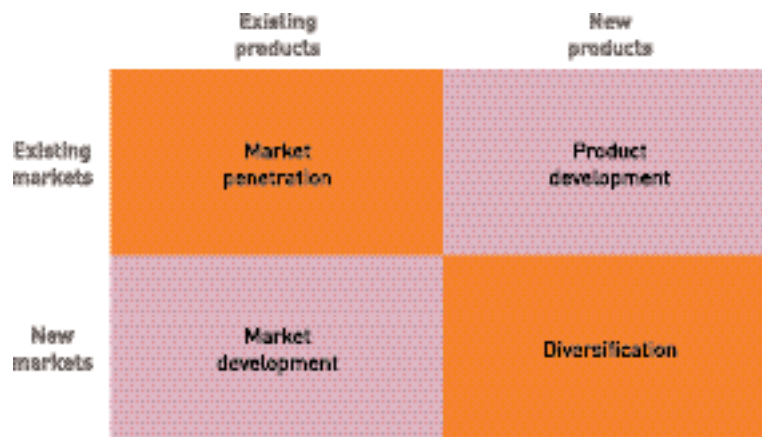 Existing
products
New
products
Existing
markets
Market
penetration
Product
development
New
markets
Market
development
Diversification